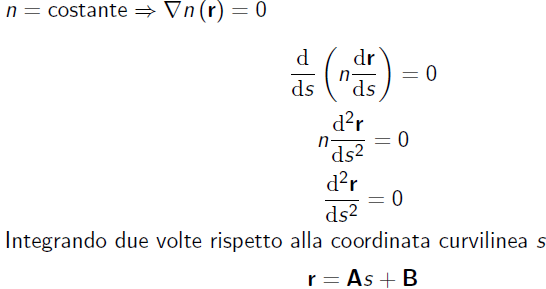 n = costante ⇒ ∇n (r) = 0
d/ds (n dr/ds) = 0
n d²r/ds² = 0
d²r/ds² = 0
Integrando due volte rispetto alla coordinata curvilinea s
r = As + B